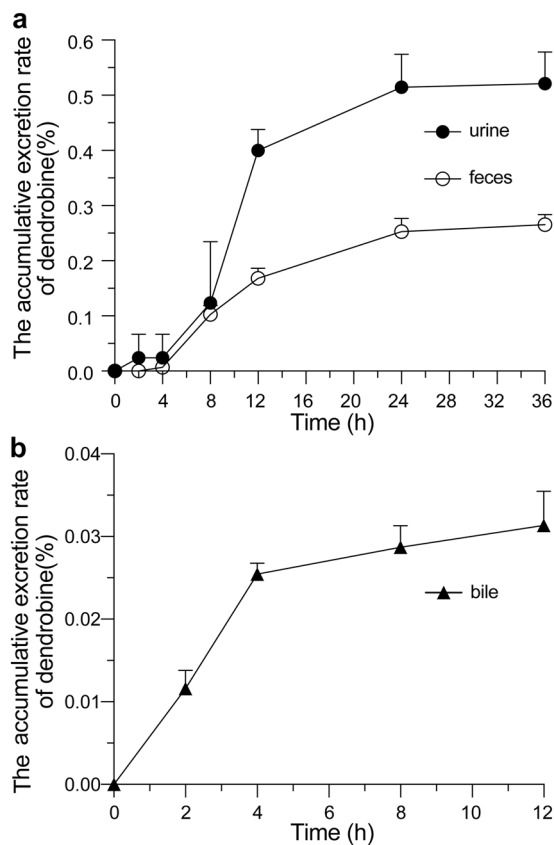 a
The accumulative excretion rate
of dendrobine(%)
0.6
0.5
0.4
0.3
0.2
0.1
0.0
urine
feces
0 4 8 12 16 20 24 28 32 36
Time (h)
b
The accumulative excretion rate
of dendrobine(%)
0.04
0.03
0.02
0.01
0.00
bile
0 2 4 6 8 10 12
Time (h)